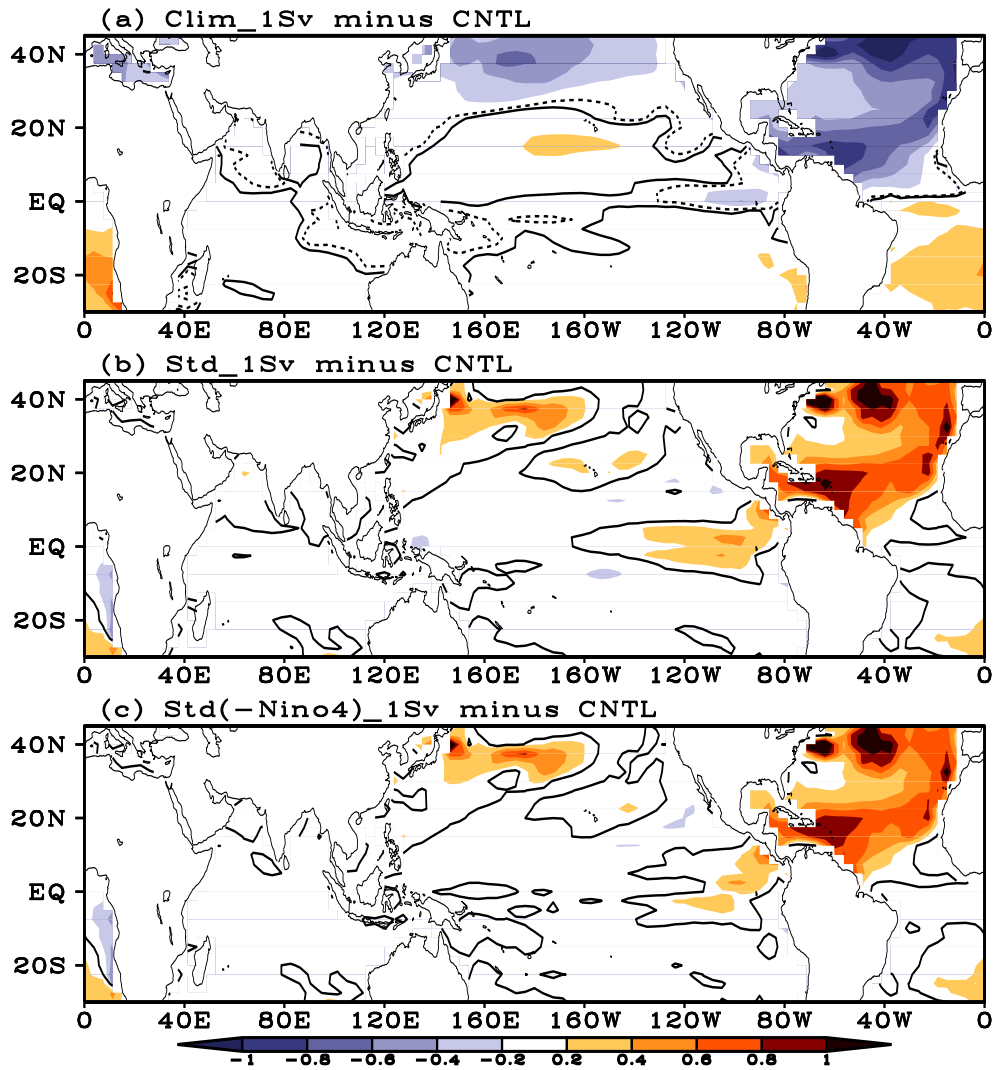 (a) Clim_1Sv minus CNTL
40N
20N
EQ
20S
0 40E 80E 120E 160E 160W 120W 80W 40W 0
(b) Std_1Sv minus CNTL
40N
20N
EQ
20S
0 40E 80E 120E 160E 160W 120W 80W 40W 0
(c) Std(-Nino4)_1Sv minus CNTL
40N
20N
EQ
20S
0 40E 80E 120E 160E 160W 120W 80W 40W 0
-1 -0.8 -0.6 -0.4 -0.2 0.2 0.4 0.6 0.8 1